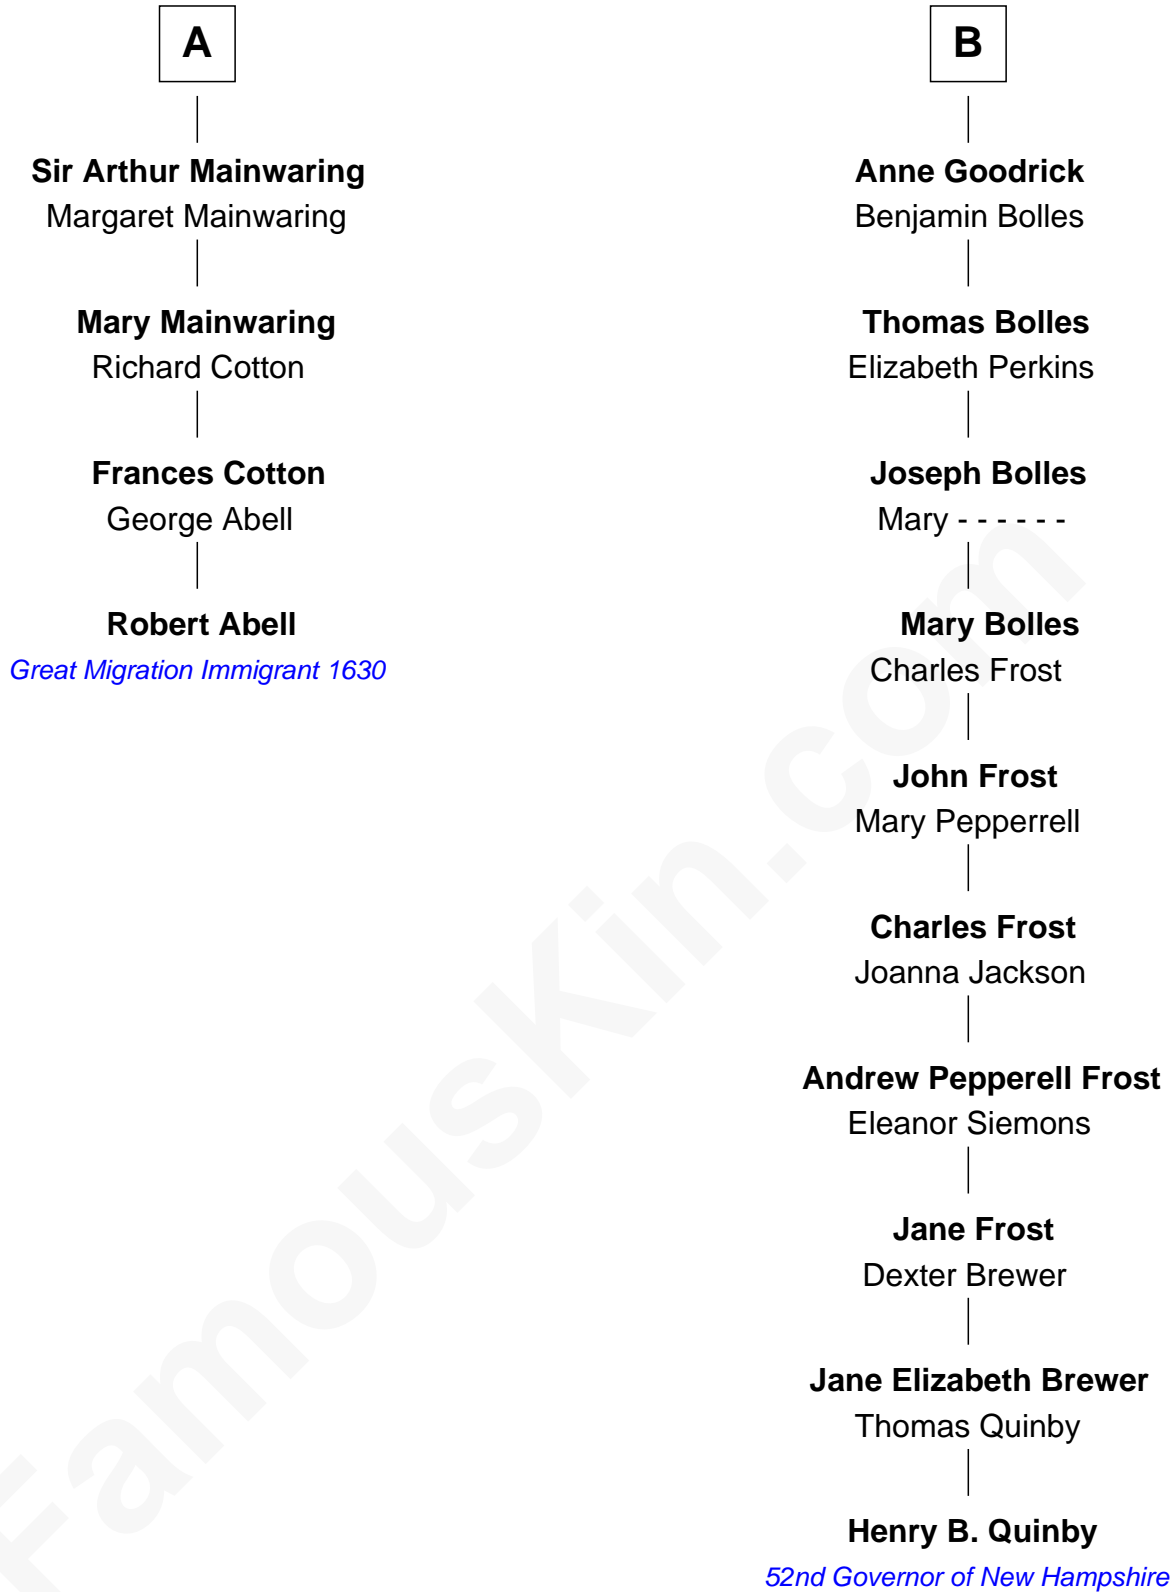 A
Sir Arthur Mainwaring
Margaret Mainwaring
Mary Mainwaring
Richard Cotton
Frances Cotton
George Abell
Robert Abell
Great Migration Immigrant 1630
B
Anne Goodrick
Benjamin Bolles
Thomas Bolles
Elizabeth Perkins
Joseph Bolles
Mary - - - - - -
Mary Bolles
Charles Frost
John Frost
Mary Pepperrell
Charles Frost
Joanna Jackson
Andrew Pepperell Frost
Eleanor Siemons
Jane Frost
Dexter Brewer
Jane Elizabeth Brewer
Thomas Quinby
Henry B. Quinby
52nd Governor of New Hampshire
FamousKin.com